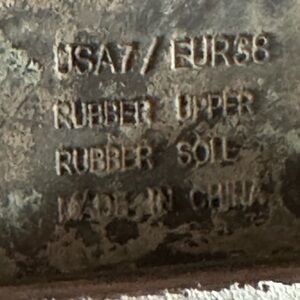 USA7/EUR38
RUBBER UPPER
RUBBER SOLE
MADE IN CHINA